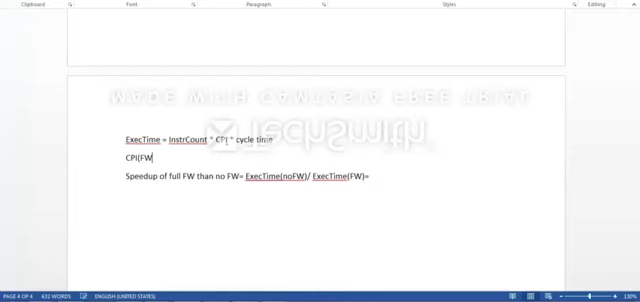 Clipboard Font Paragraph Styles Editing
MADE WITH CAMTASIA FREE TRIAL
TechSmith
ExecTime = InstrCount * CPI * cycle time
CPI(FW
Speedup of full FW than no FW= ExecTime(noFW)/ ExecTime(FW)=
PAGE 4 OF 4 632 WORDS ENGLISH (UNITED STATES) 130%